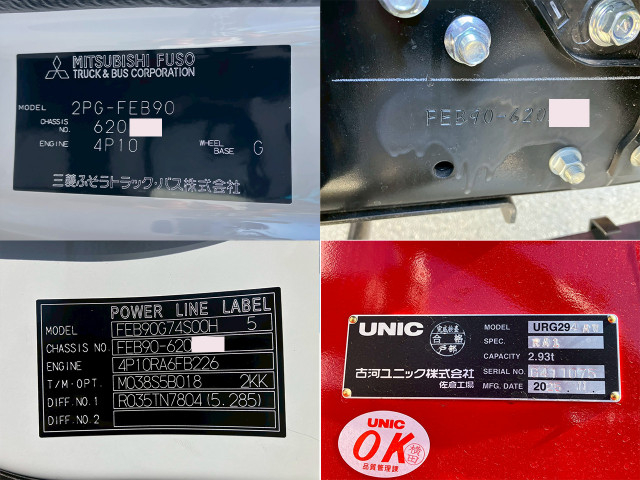 MITSUBISHI FUSO
TRUCK & BUS CORPORATION
MODEL 2PG-FEB90
CHASSIS NO. 620
ENGINE 4P10 WHEEL BASE G
三菱ふそうトラック・バス株式会社
FEB90-620
POWER LINE LABEL
MODEL FEB90G74S00H 5
CHASSIS NO. FEB90-620
ENGINE 4P10RA6FB226
T/M・OPT. M038S5B018 2KK
DIFF. NO.1 R035TN7804(5.285)
DIFF. NO.2
UNIC
合格
古河ユニック株式会社
佐倉工場
MODEL URG29
SPEC.
CAPACITY 2.93t
SERIAL NO.
MFG. DATE 20
UNIC
OK
品質管理課